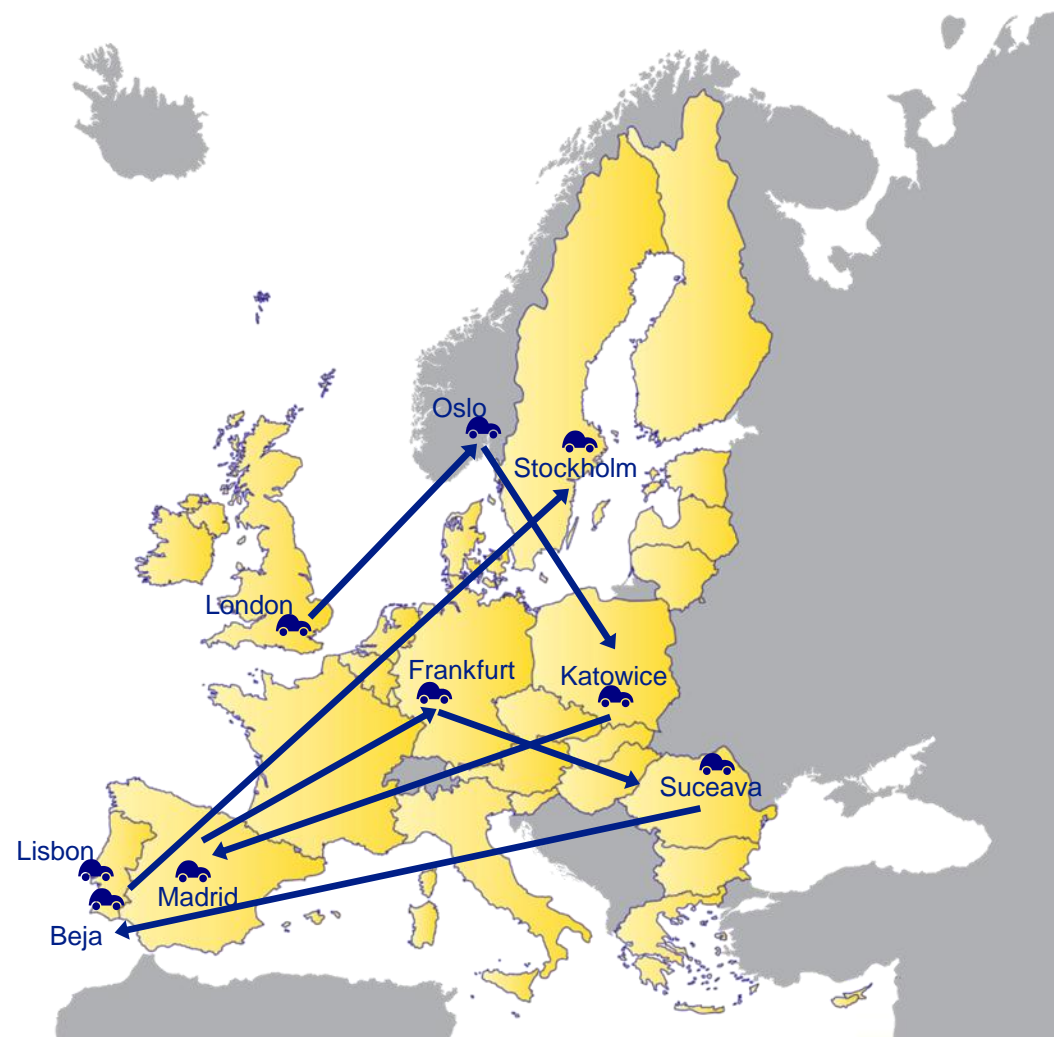 Oslo
Stockholm
London
Frankfurt
Katowice
Suceava
Lisbon
Madrid
Beja